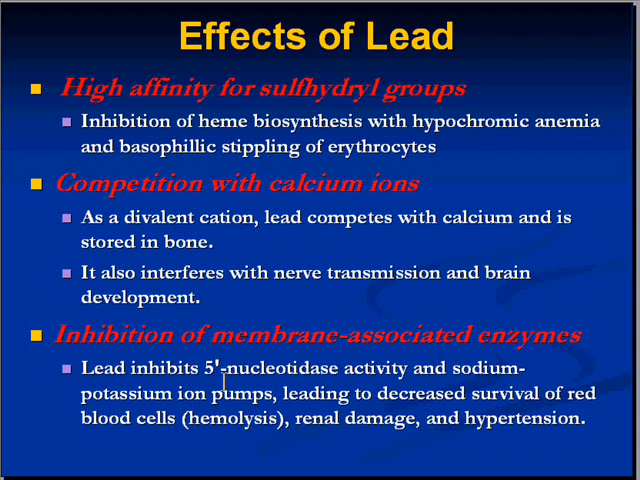 Effects of Lead
High affinity for sulfhydryl groups
Inhibition of heme biosynthesis with hypochromic anemia
and basophillic stippling of erythrocytes
Competition with calcium ions
As a divalent cation, lead competes with calcium and is
stored in bone.
It also interferes with nerve transmission and brain
development.
Inhibition of membrane-associated enzymes
Lead inhibits 5'-nucleotidase activity and sodium-
potassium ion pumps, leading to decreased survival of red
blood cells (hemolysis), renal damage, and hypertension.